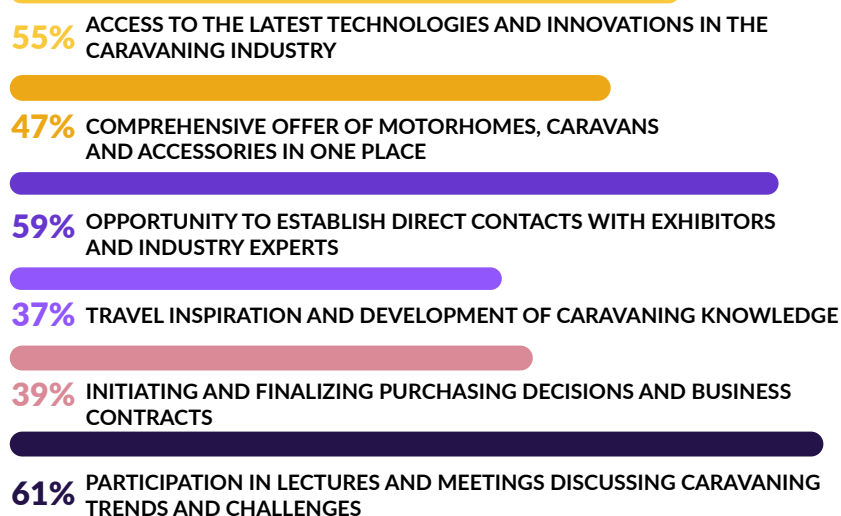 55% ACCESS TO THE LATEST TECHNOLOGIES AND INNOVATIONS IN THE
CARAVANING INDUSTRY
47% COMPREHENSIVE OFFER OF MOTORHOMES, CARAVANS
AND ACCESSORIES IN ONE PLACE
59% OPPORTUNITY TO ESTABLISH DIRECT CONTACTS WITH EXHIBITORS
AND INDUSTRY EXPERTS
37% TRAVEL INSPIRATION AND DEVELOPMENT OF CARAVANING KNOWLEDGE
39% INITIATING AND FINALIZING PURCHASING DECISIONS AND BUSINESS
CONTRACTS
61% PARTICIPATION IN LECTURES AND MEETINGS DISCUSSING CARAVANING
TRENDS AND CHALLENGES